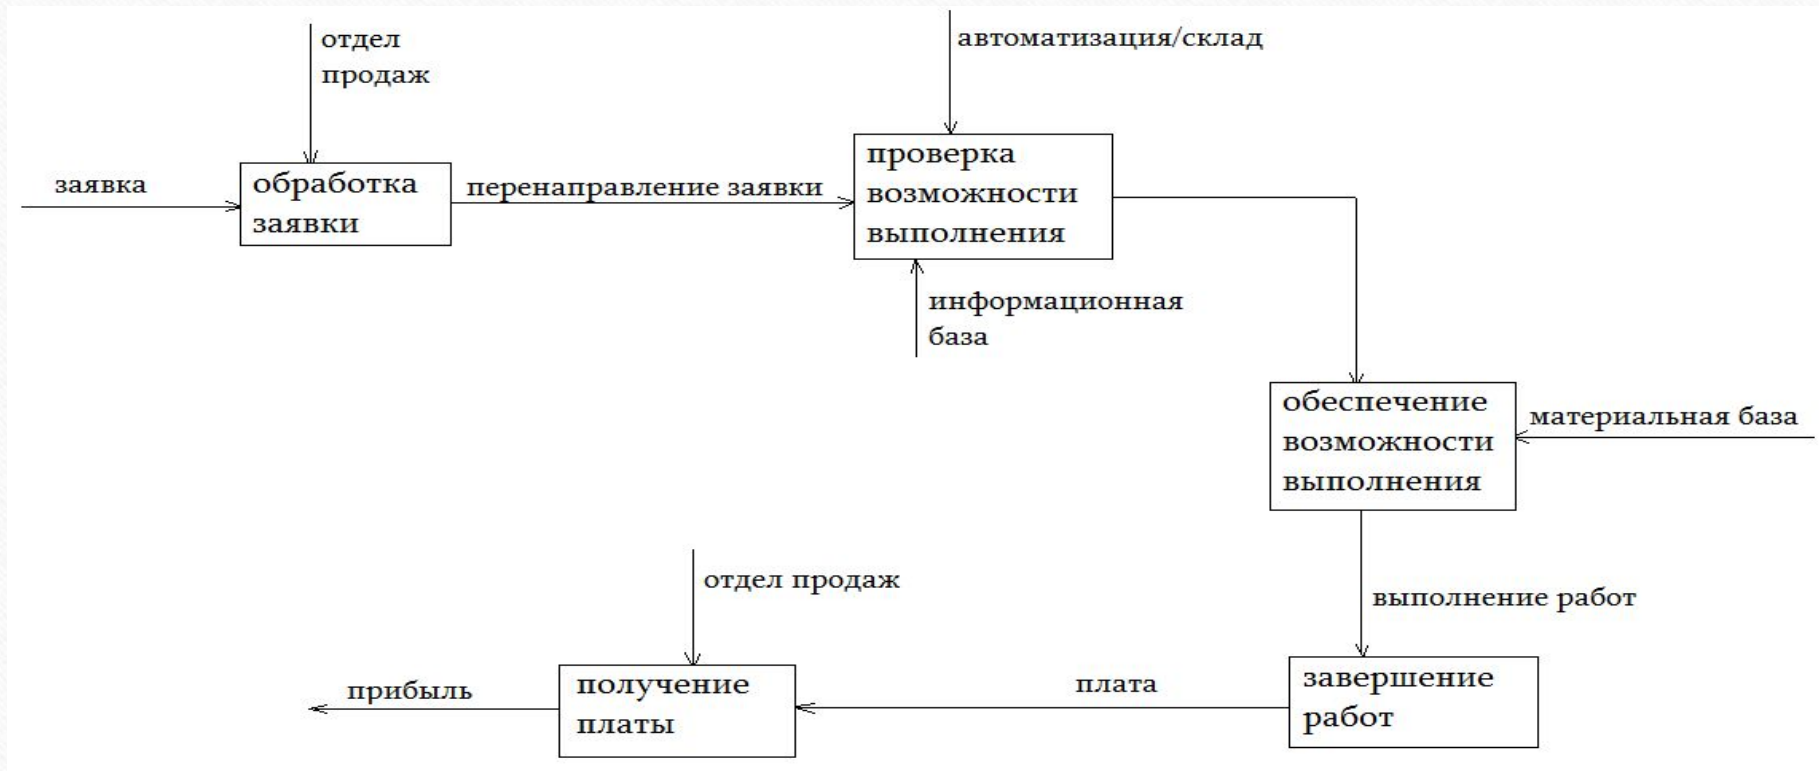 отдел
продаж
автоматизация/склад
заявка
обработка
заявки
перенаправление заявки
проверка
возможности
выполнения
информационная
база
обеспечение
возможности
выполнения
материальная база
выполнение работ
отдел продаж
прибыль
получение
платы
плата
завершение
работ